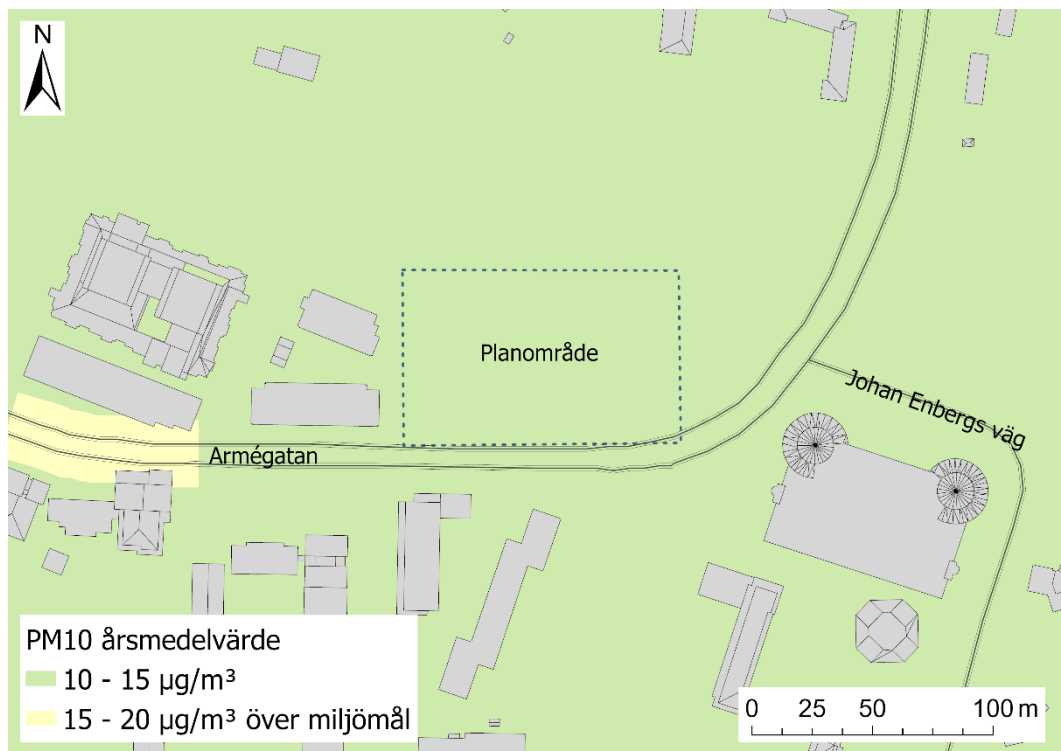 N
Planområde
Johan Enbergs väg
Armégatan
PM10 årsmedelvärde
10 - 15 µg/m³
15 - 20 µg/m³ över miljömål
0 25 50 100 m